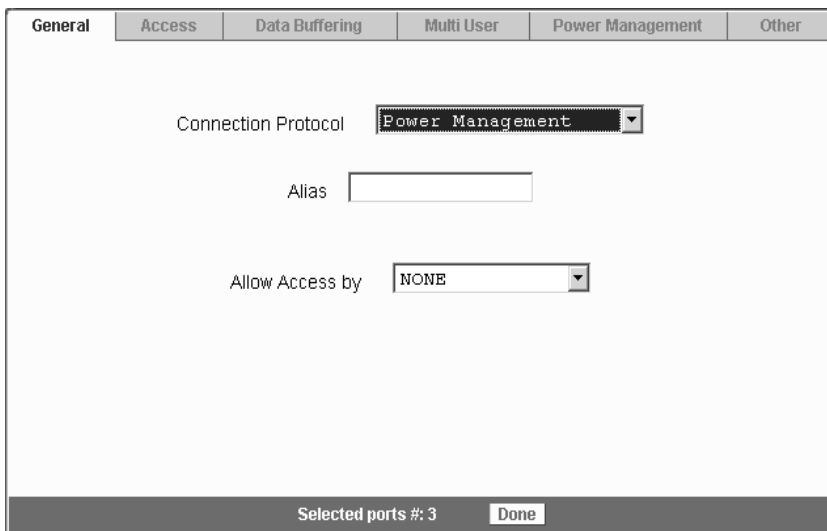 General Access Data Buffering Multi User Power Management Other
Connection Protocol Power Management
Alias
Allow Access by NONE
Selected ports #: 3 Done